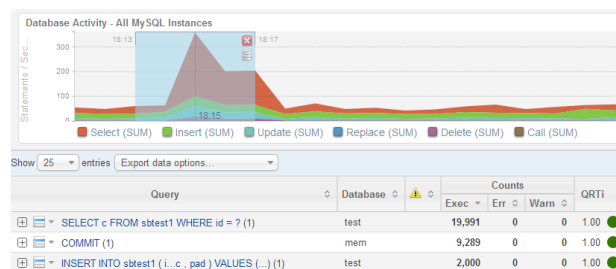 Database Activity - All MySQL Instances
Statements / Sec...
300
200
100
0
18:13
18:17
18:15
Select (SUM) Insert (SUM) Update (SUM) Replace (SUM) Delete (SUM) Call (SUM)
Show 25 entries Export data options...
Query Database Counts QRTi
Exec Err Warn
SELECT c FROM sbtest1 WHERE id = ? (1) test 19,991 0 0 1.00
COMMIT (1) mem 9,289 0 0 1.00
INSERT INTO sbtest1 ( i...c , pad ) VALUES (...) (1) test 2,000 0 0 1.00